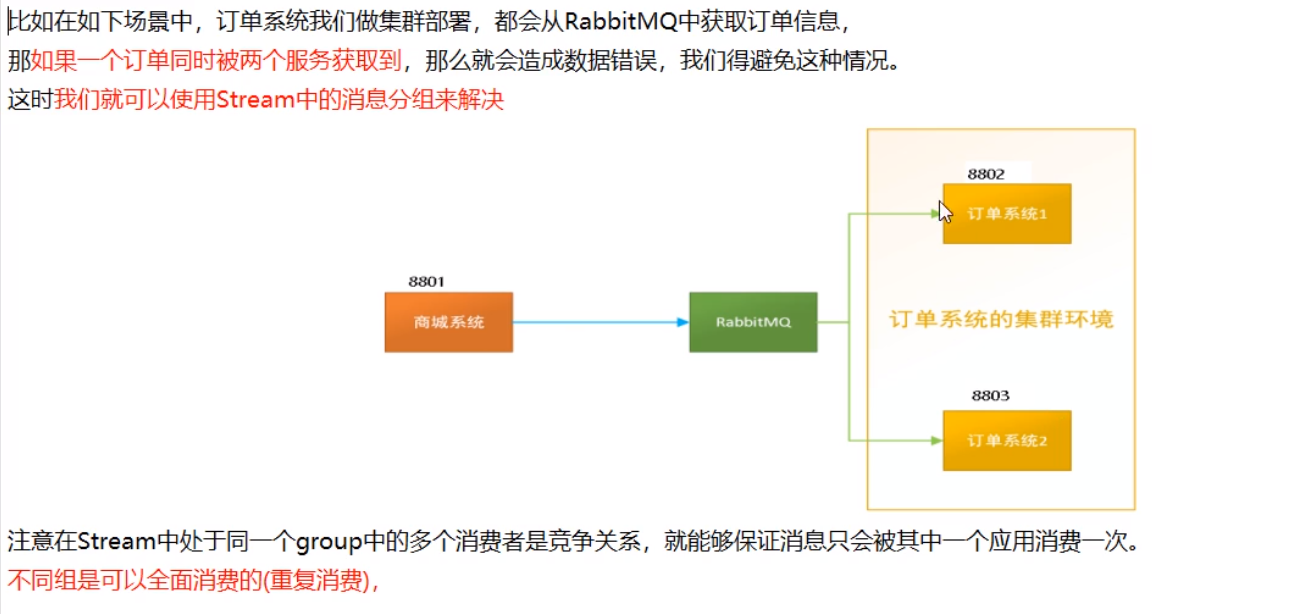 比如在如下场景中，订单系统我们做集群部署，都会从RabbitMQ中获取订单信息，
那如果一个订单同时被两个服务获取到，那么就会造成数据错误，我们得避免这种情况。
这时我们就可以使用Stream中的消息分组来解决
8802
订单系统1
8801
商城系统
RabbitMQ
订单系统的集群环境
8803
订单系统2
注意在Stream中处于同一个group中的多个消费者是竞争关系，就能够保证消息只会被其中一个应用消费一次。
不同组是可以全面消费的(重复消费)，